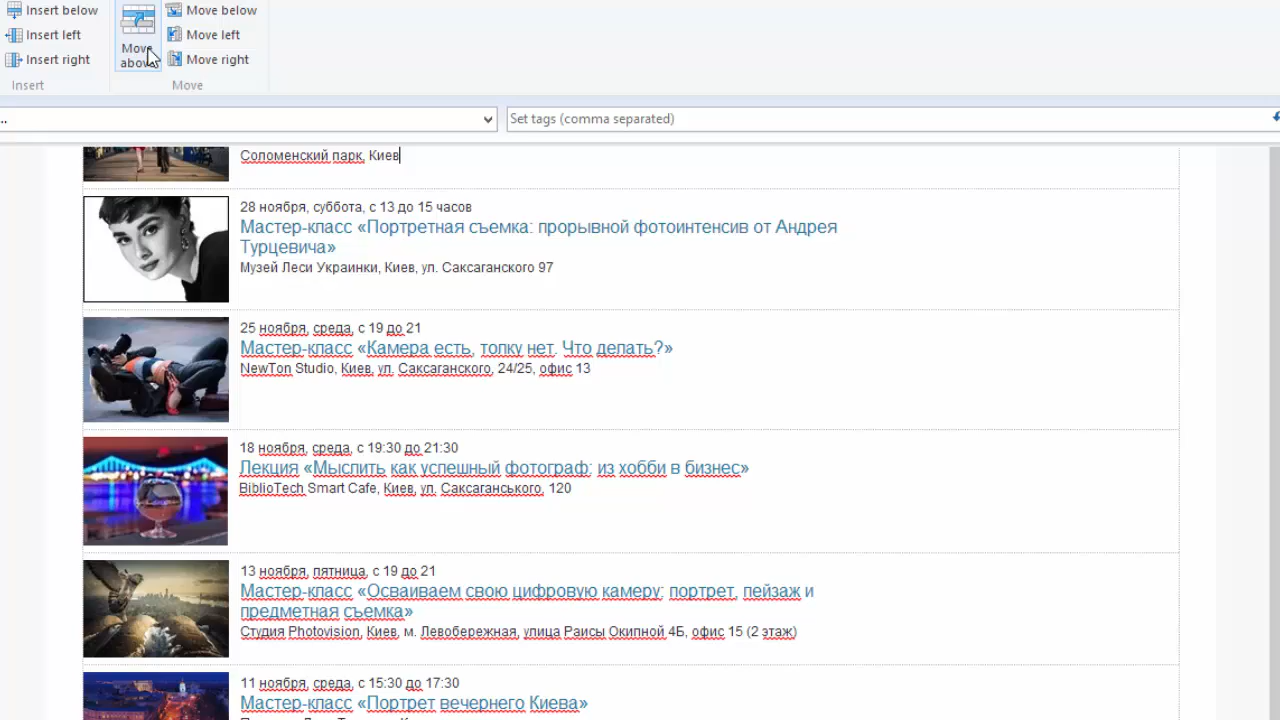 Insert below
Insert left
Insert right
Insert
Move above
Move below
Move left
Move right
Move
..
Set tags (comma separated)
Соломенский парк, Киев
28 ноября, суббота, с 13 до 15 часов
Мастер-класс «Портретная съемка: прорывной фотоинтенсив от Андрея
Турцевича»
Музей Леси Украинки, Киев, ул. Саксаганского 97
25 ноября, среда, с 19 до 21
Мастер-класс «Камера есть, толку нет. Что делать?»
NewTon Studio, Киев, ул. Саксаганского, 24/25, офис 13
18 ноября, среда, с 19:30 до 21:30
Лекция «Мыслить как успешный фотограф: из хобби в бизнес»
BiblioTech Smart Cafe, Киев, ул. Саксаганського, 120
13 ноября, пятница, с 19 до 21
Мастер-класс «Осваиваем свою цифровую камеру: портрет, пейзаж и
предметная съемка»
Студия Photovision, Киев, м. Левобережная, улица Раисы Окипной 4Б, офис 15 (2 этаж)
11 ноября, среда, с 15:30 до 17:30
Мастер-класс «Портрет вечернего Киева»